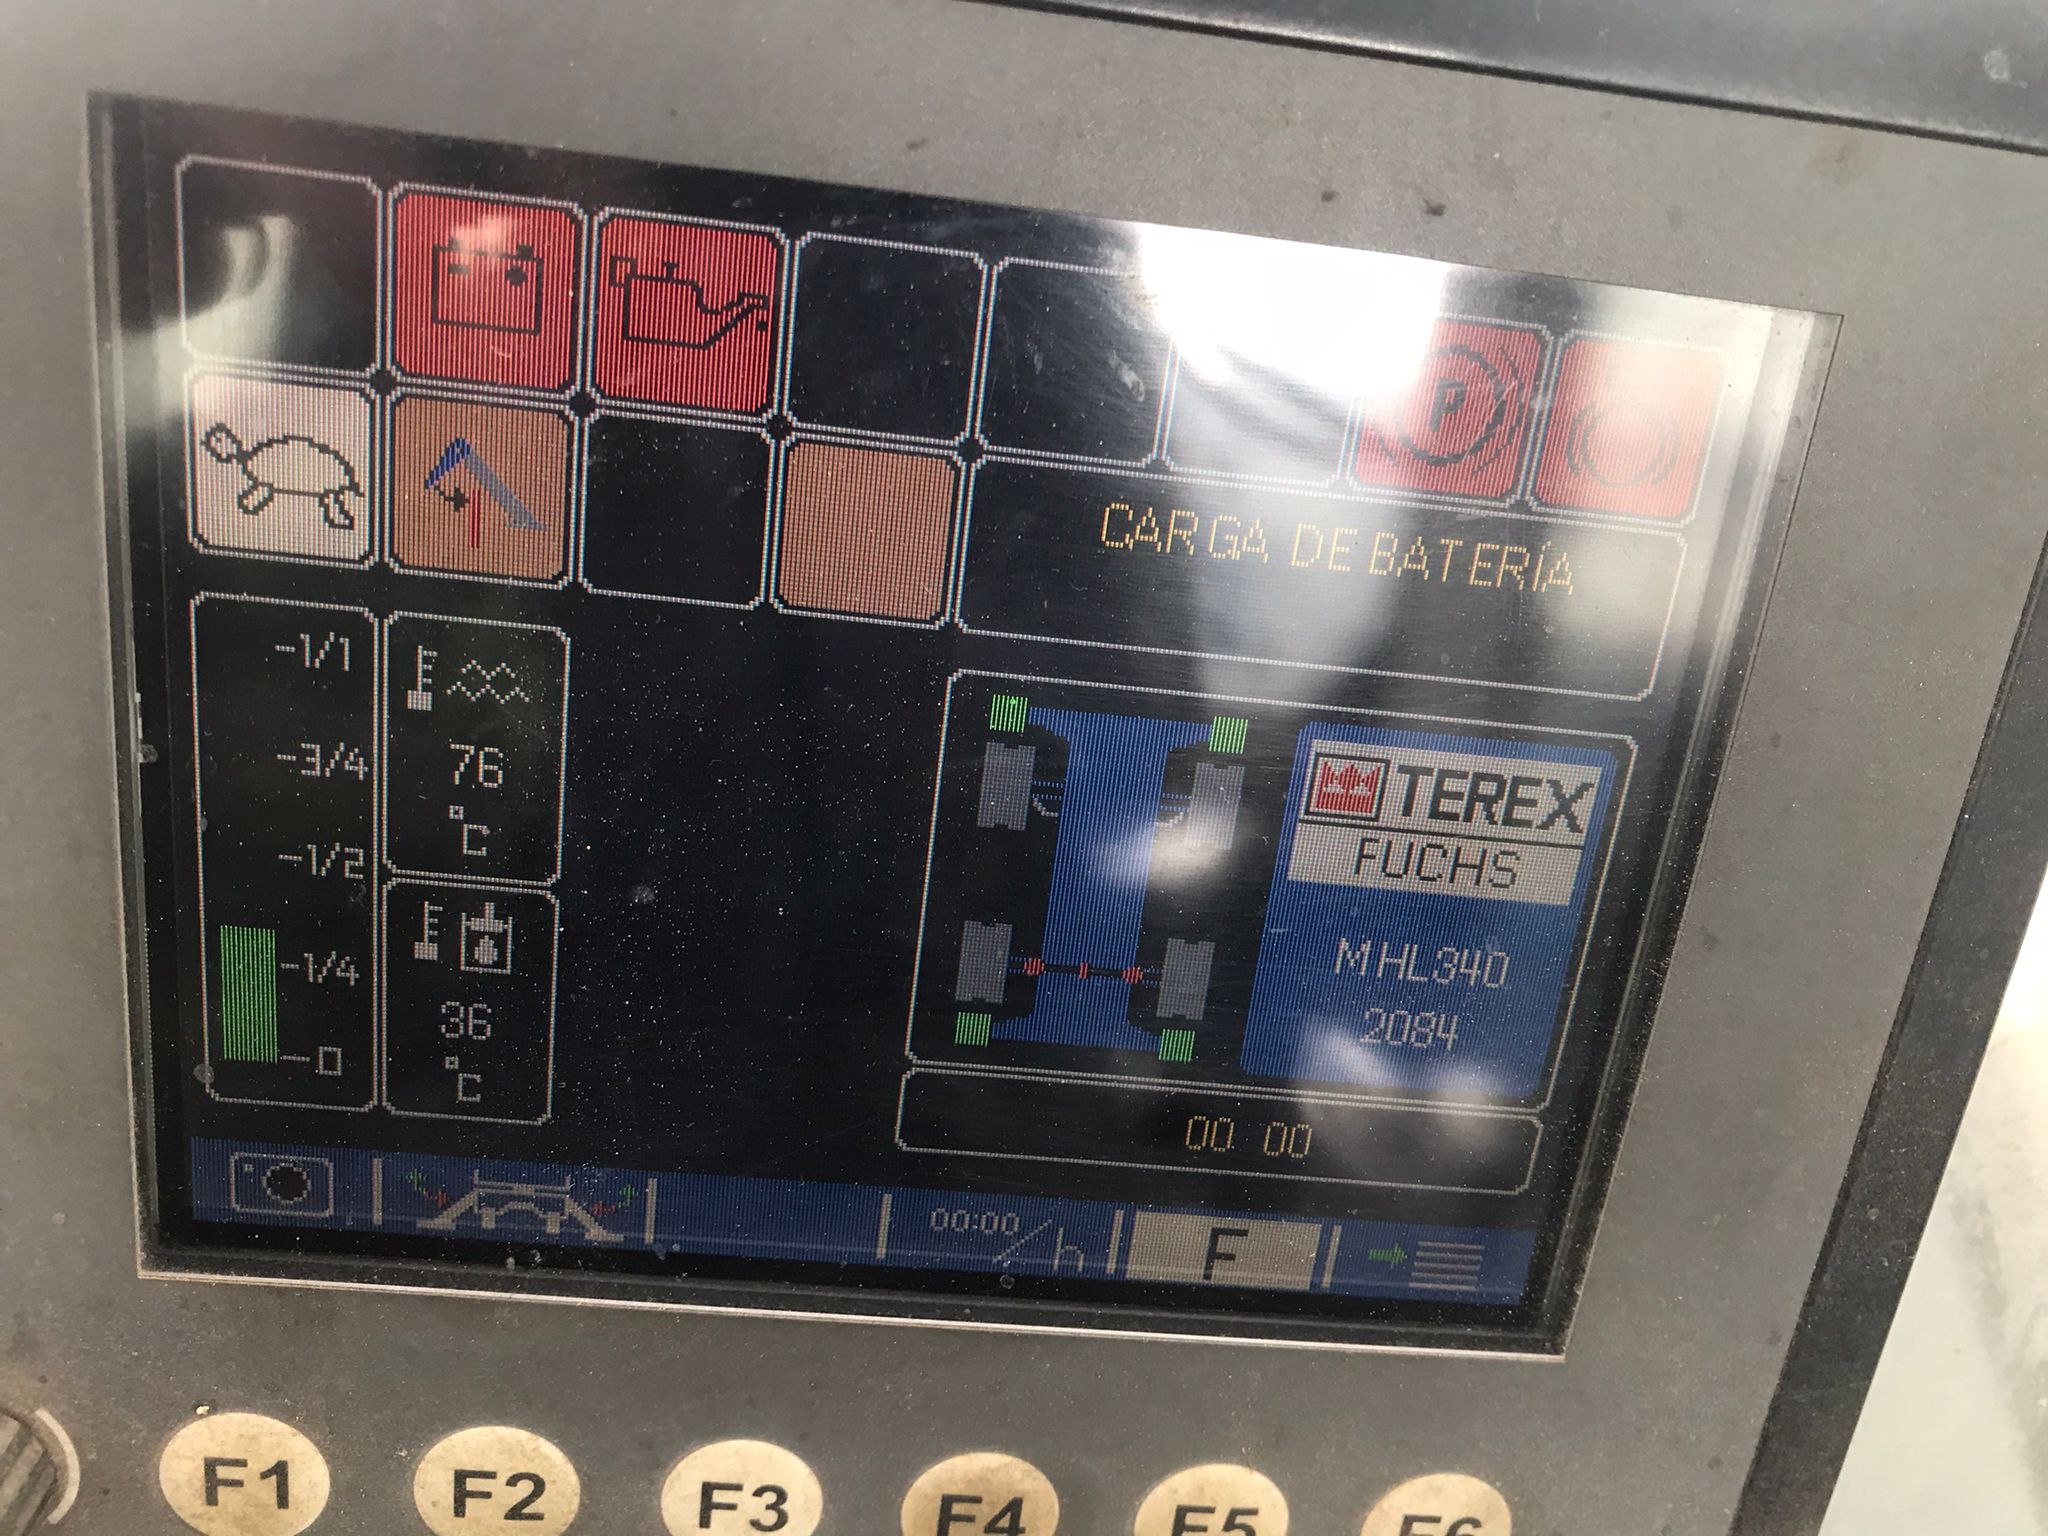 P
CARGA DE BATERÍA
-1/1
-3/4
-1/2
-1/4
-0
76
°C
36
°C
TEREX
FUCHS
MHL340
2084
00 00
00:00/h
F
F1 F2 F3 F4 F5 F6